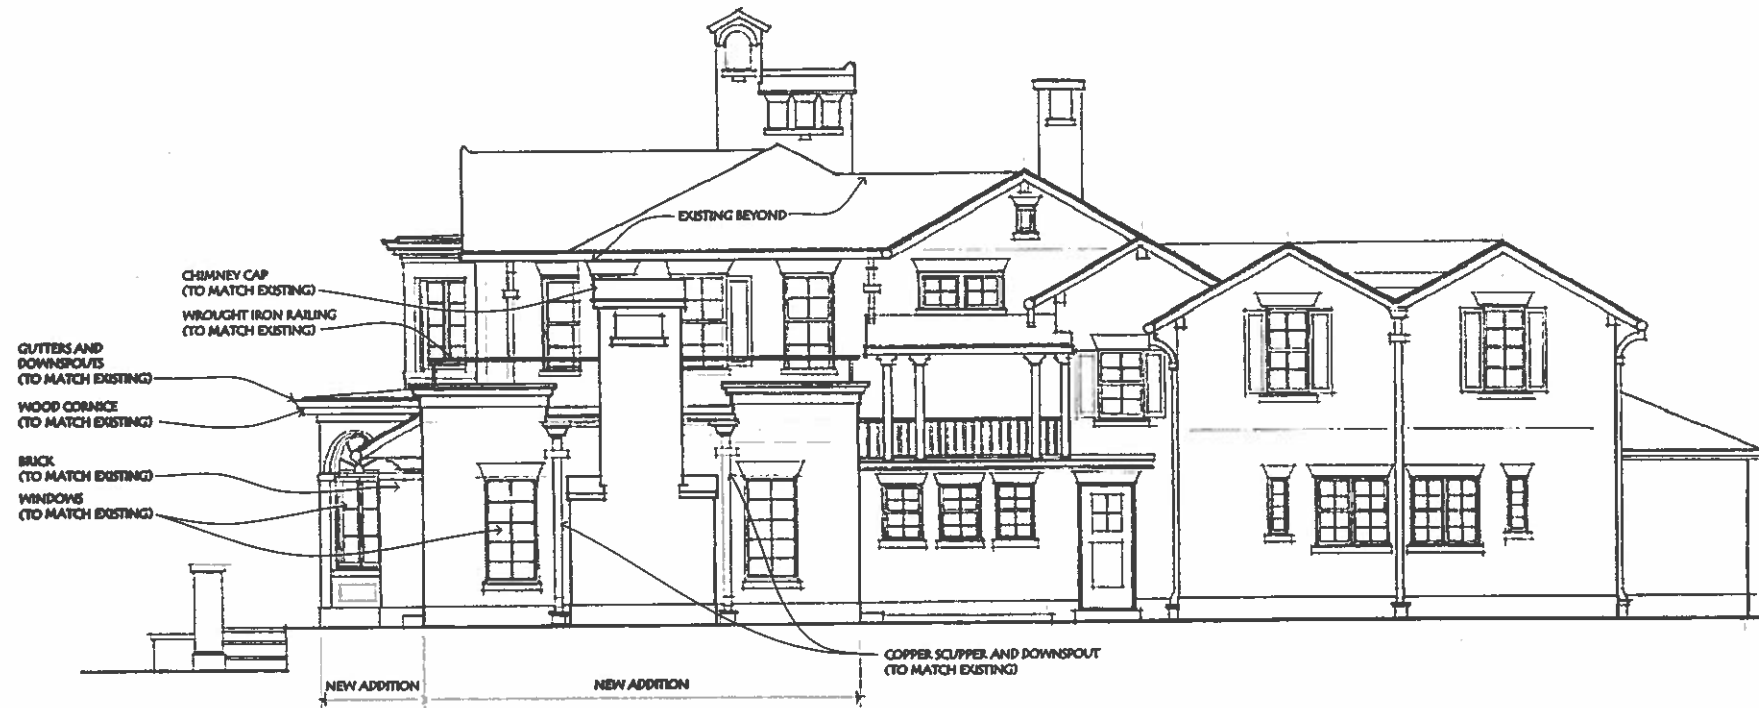 EXISTING BEYOND
CHIMNEY CAP
(TO MATCH EXISTING)
WROUGHT IRON RAILING
(TO MATCH EXISTING)
GUTTERS AND
DOWNSPOUTS
(TO MATCH EXISTING)
WOOD CORNICE
(TO MATCH EXISTING)
BRICK
(TO MATCH EXISTING)
WINDOWS
(TO MATCH EXISTING)
COPPER SCUPPER AND DOWNSPOUT
(TO MATCH EXISTING)
NEW ADDITION
NEW ADDITION